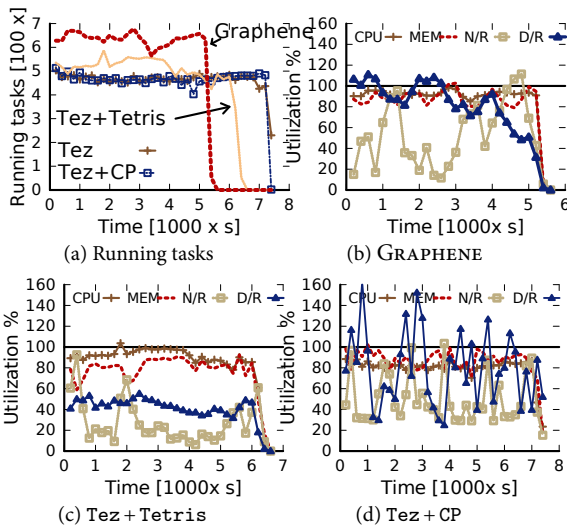 Running tasks [100 x]
7
6
5
4
3
2
1
0
Graphene
Tez+Tetris
Tez
Tez+CP
0 1 2 3 4 5 6 7 8
Time [1000 x s]
(a) Running tasks
Utilization %
160
140
120
100
80
60
40
20
0
CPU MEM N/R D/R
0 1 2 3 4 5 6
Time [1000 x s]
(b) GRAPHENE
Utilization %
160
140
120
100
80
60
40
20
0
CPU MEM N/R D/R
0 1 2 3 4 5 6 7
Time [1000x s]
(c) Tez+Tetris
Utilization %
160
140
120
100
80
60
40
20
0
CPU MEM N/R D/R
0 1 2 3 4 5 6 7 8
Time [1000x s]
(d) Tez+CP